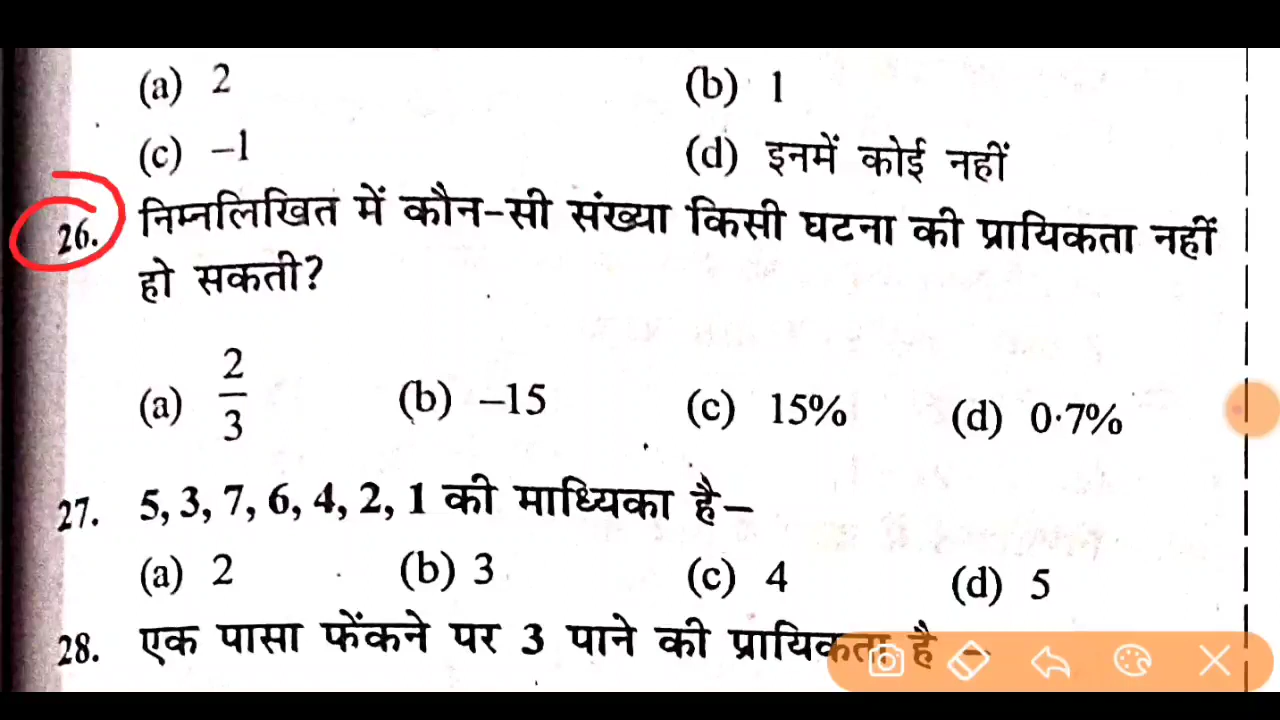 (a) 2 (b) 1
(c) –1 (d) इनमें कोई नहीं
26. निम्नलिखित में कौन-सी संख्या किसी घटना की प्रायिकता नहीं
हो सकती?
(a) 2/3 (b) –15 (c) 15% (d) 0·7%
27. 5, 3, 7, 6, 4, 2, 1 की माध्यिका है–
(a) 2 (b) 3 (c) 4 (d) 5
28. एक पासा फेंकने पर 3 पाने की प्रायिकता है –